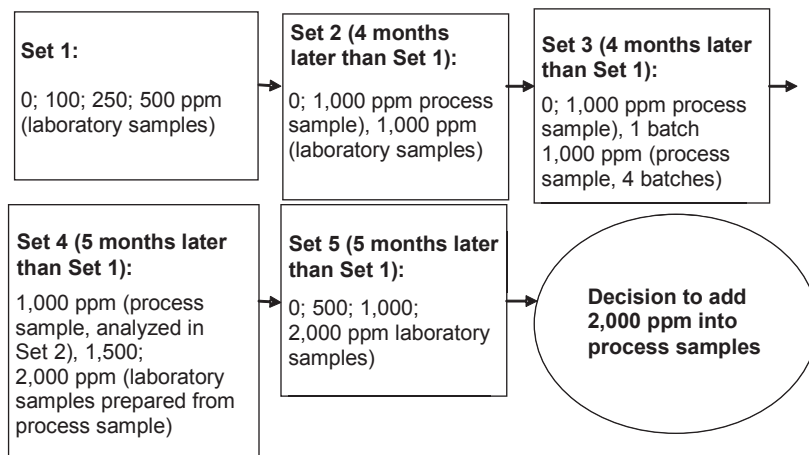 Set 1:
0; 100; 250; 500 ppm
(laboratory samples)
Set 2 (4 months
later than Set 1):
0; 1,000 ppm process
sample), 1,000 ppm
(laboratory samples)
Set 3 (4 months later
than Set 1):
0; 1,000 ppm process
sample), 1 batch
1,000 ppm (process
sample, 4 batches)
Set 4 (5 months later
than Set 1):
1,000 ppm (process
sample, analyzed in
Set 2), 1,500;
2,000 ppm (laboratory
samples prepared from
process sample)
Set 5 (5 months later
than Set 1):
0; 500; 1,000;
2,000 ppm laboratory
samples)
Decision to add
2,000 ppm into
process samples